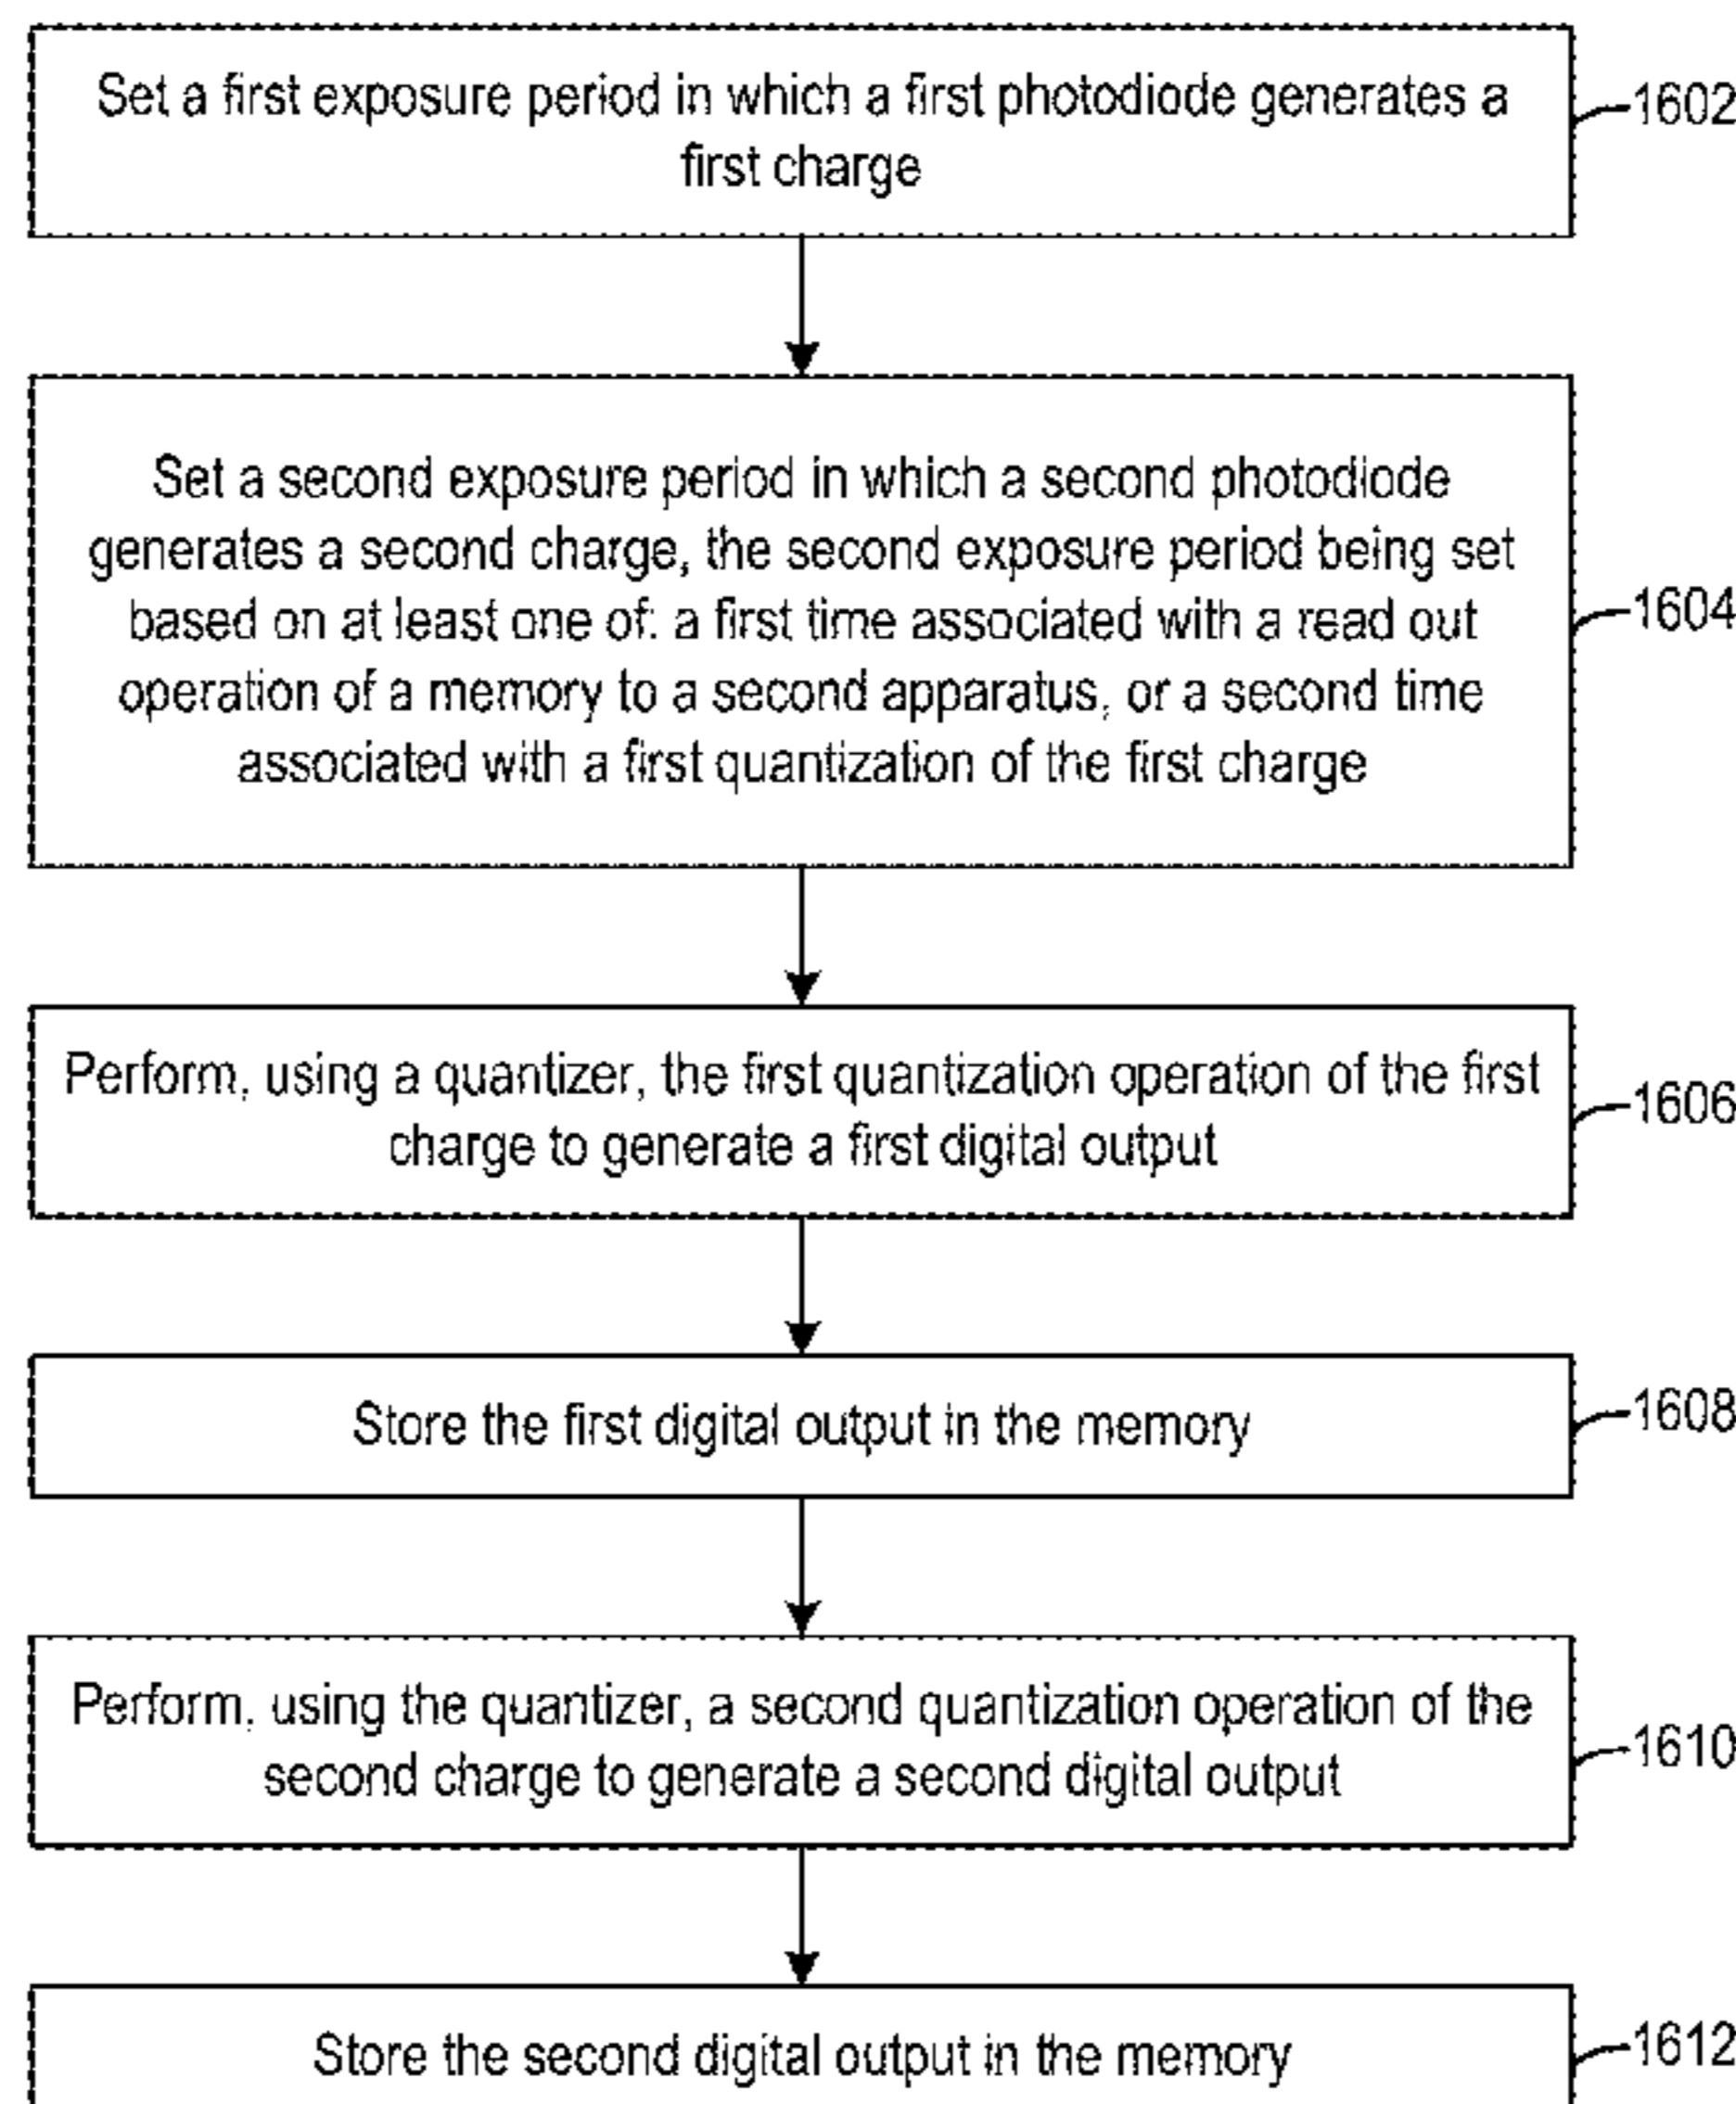 Set a first exposure period in which a first photodiode generates a
first charge
1602
Set a second exposure period in which a second photodiode
generates a second charge, the second exposure period being set
based on at least one of: a first time associated with a read out
operation of a memory to a second apparatus, or a second time
associated with a first quantization of the first charge
1604
Perform, using a quantizer, the first quantization operation of the first
charge to generate a first digital output
1606
Store the first digital output in the memory
1608
Perform, using the quantizer, a second quantization operation of the
second charge to generate a second digital output
1610
Store the second digital output in the memory
1612